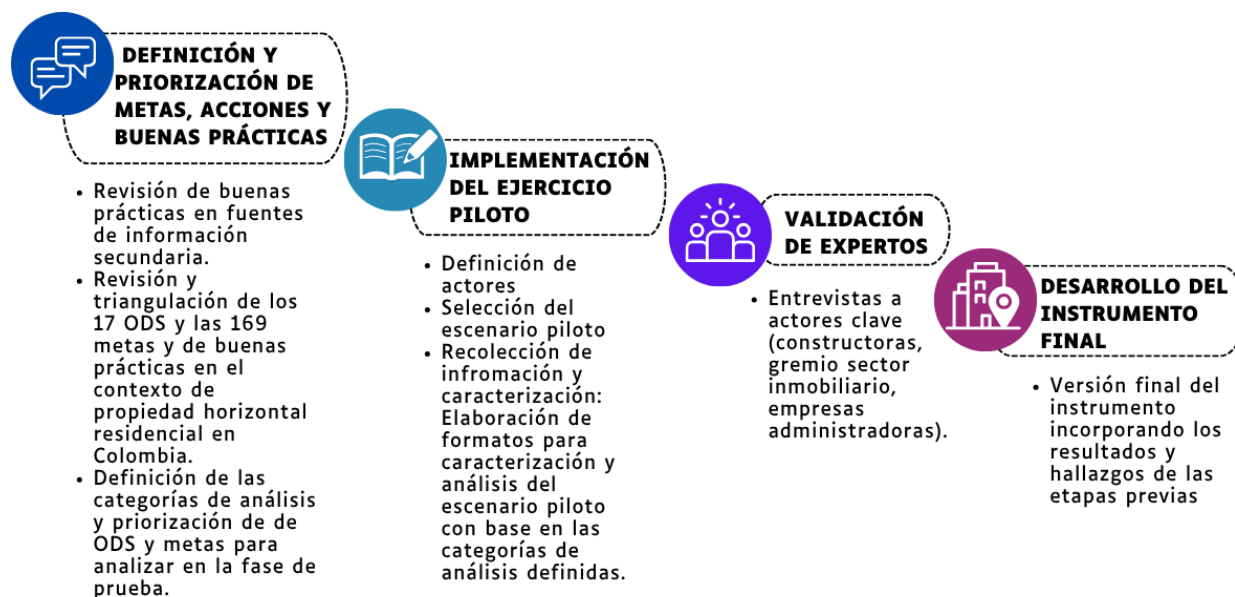 DEFINICIÓN Y
PRIORIZACIÓN DE
METAS, ACCIONES Y
BUENAS PRÁCTICAS
• Revisión de buenas
prácticas en fuentes
de información
secundaria.
• Revisión y
triangulación de los
17 ODS y las 169
metas y de buenas
prácticas en el
contexto de
propiedad horizontal
residencial en
Colombia.
• Definición de las
categorías de análisis
y priorización de de
ODS y metas para
analizar en la fase de
prueba.
IMPLEMENTACIÓN
DEL EJERCICIO
PILOTO
• Definición de
actores
• Selección del
escenario piloto
• Recolección de
infromación y
caracterización:
Elaboración de
formatos para
caracterización y
análisis del
escenario piloto
con base en las
categorías de
análisis definidas.
VALIDACIÓN
DE EXPERTOS
• Entrevistas a
actores clave
(constructoras,
gremio sector
inmobiliario,
empresas
administradoras).
DESARROLLO DEL
INSTRUMENTO
FINAL
• Versión final del
instrumento
incorporando los
resultados y
hallazgos de las
etapas previas